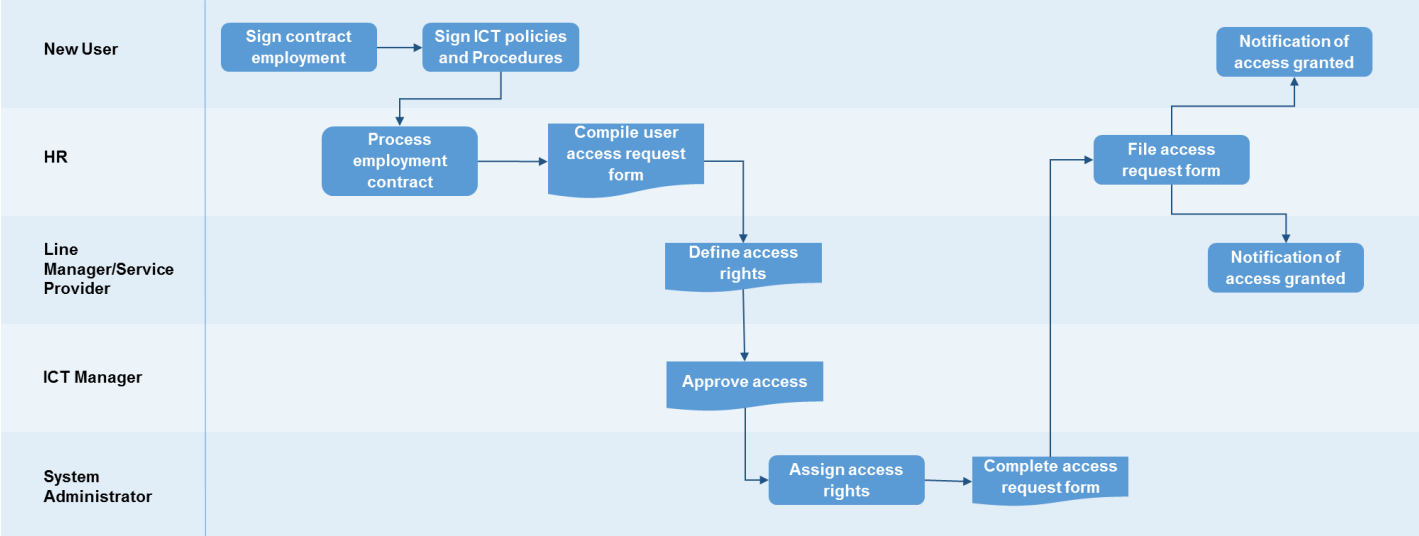 New User
Sign contract
employment
Sign ICT policies
and Procedures
Notification of
access granted
HR
Process
employment
contract
Compile user
access request
form
File access
request form
Line
Manager/Service
Provider
Define access
rights
Notification of
access granted
ICT Manager
Approve access
System
Administrator
Assign access
rights
Complete access
request form